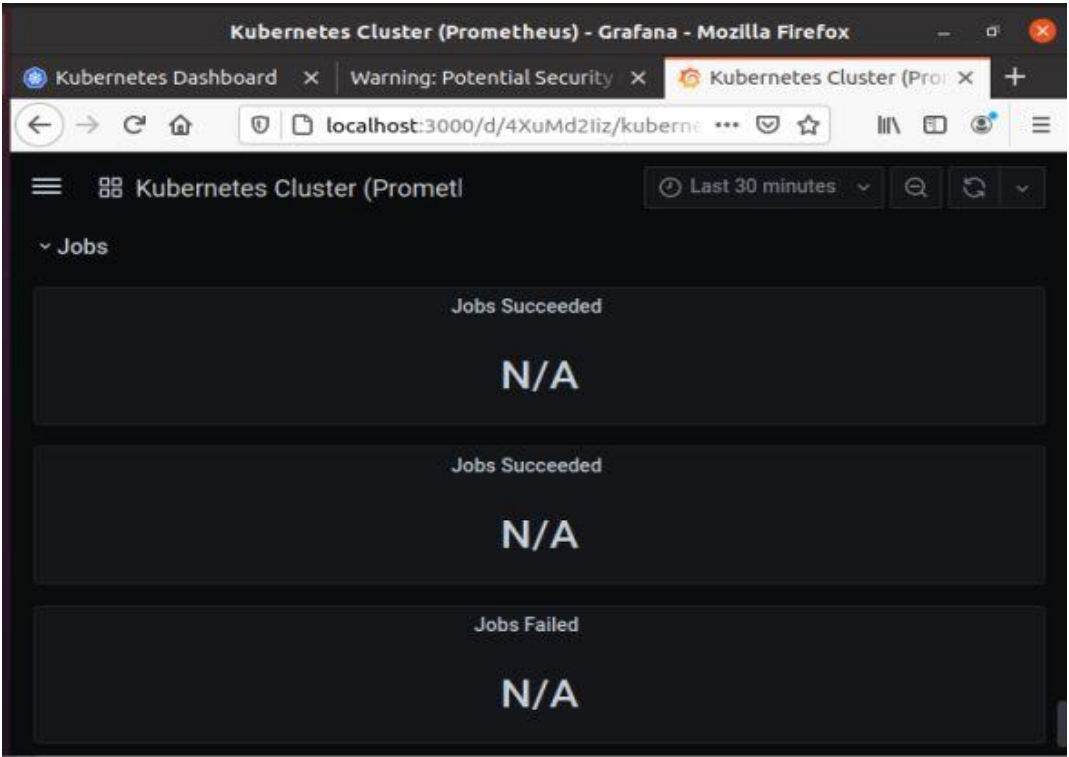 Kubernetes Cluster (Prometheus) - Grafana - Mozilla Firefox
Kubernetes Dashboard Warning: Potential Security Kubernetes Cluster (Pro
localhost:3000/d/4XuMd2Iiz/kuberne
Kubernetes Cluster (Promet Last 30 minutes
Jobs
Jobs Succeeded
N/A
Jobs Succeeded
N/A
Jobs Failed
N/A